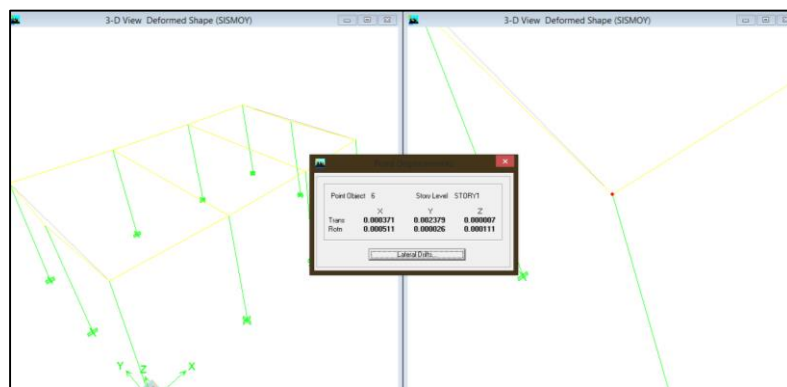 3-D View Deformed Shape (SISMOY)
3-D View Deformed Shape (SISMOY)
Point Object 6 Story Level STORY1
X Y Z
Trans 0.000371 0.002379 0.000007
Rotn 0.000511 0.000026 0.000111
Lateral Drifts...
Y Z X